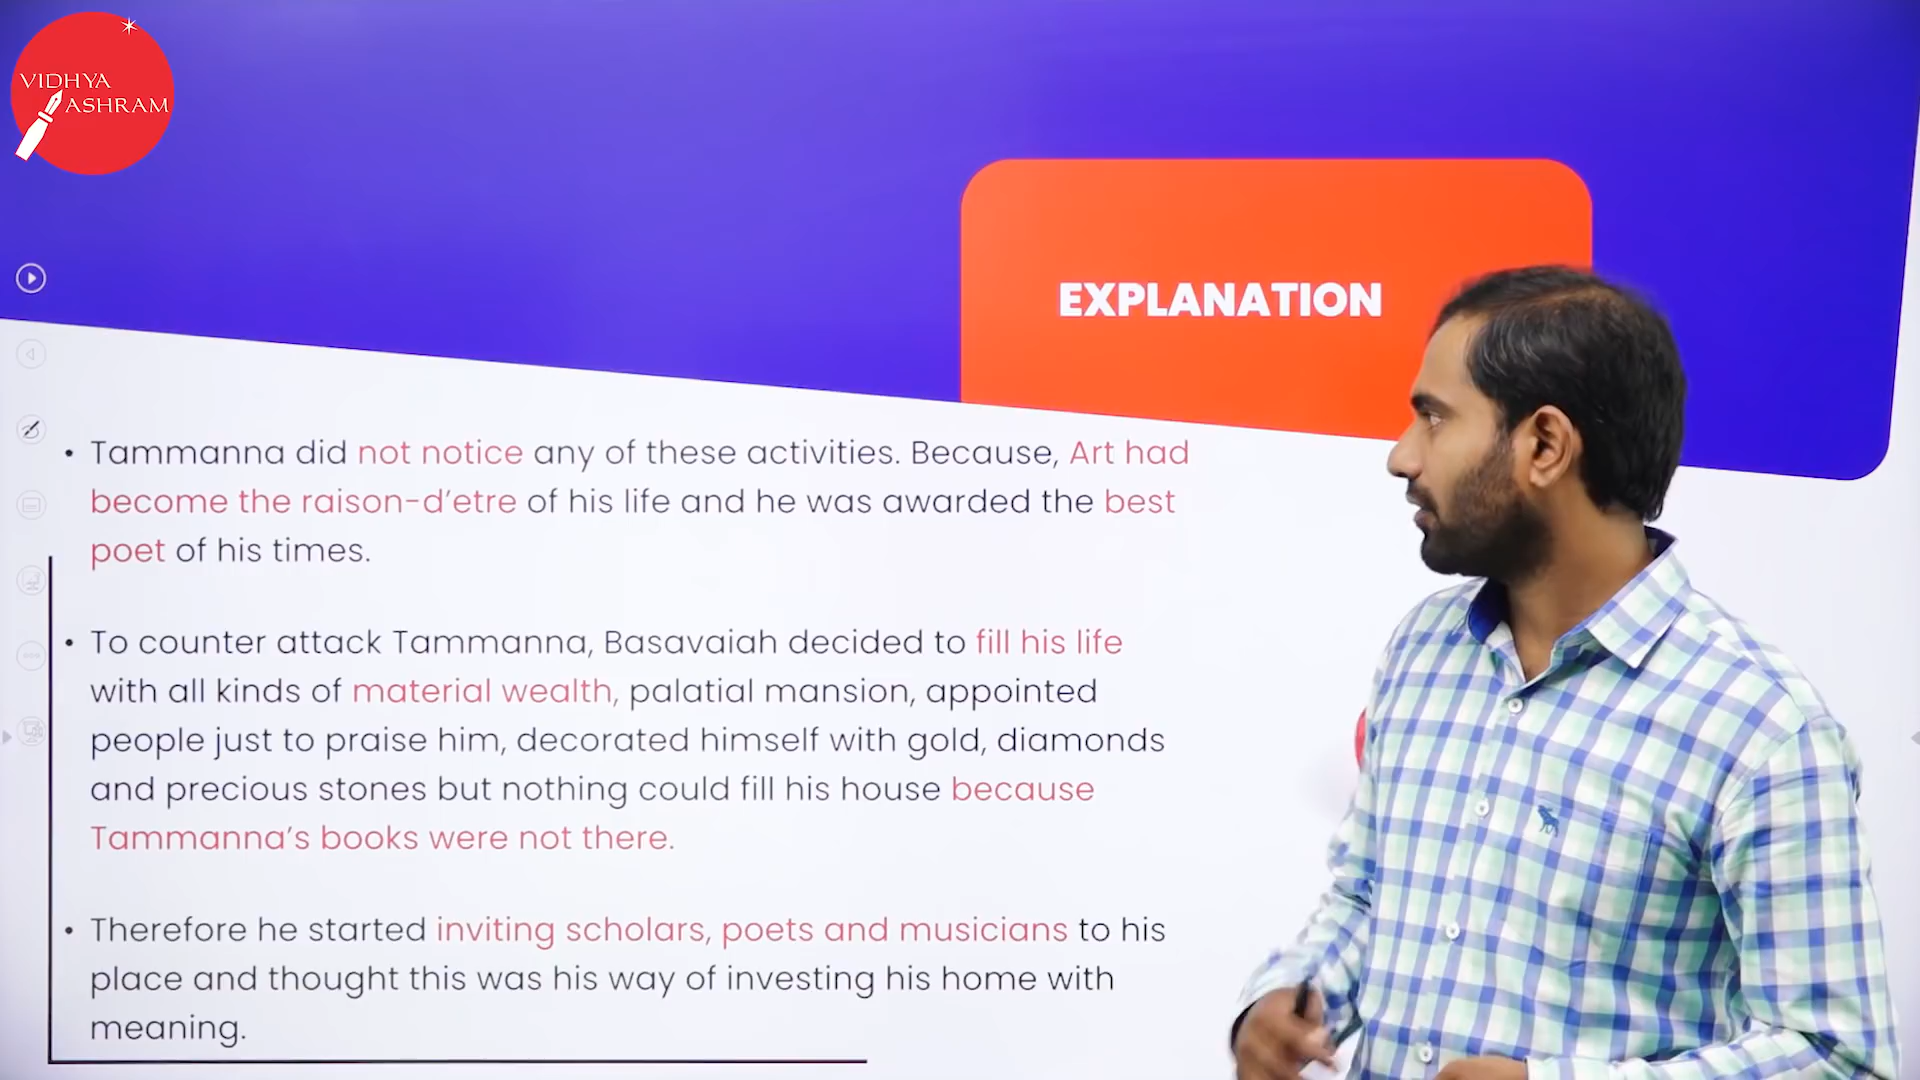 VIDHYA
ASHRAM
EXPLANATION
• Tammanna did not notice any of these activities. Because, Art had
become the raison-d’etre of his life and he was awarded the best
poet of his times.
• To counter attack Tammanna, Basavaiah decided to fill his life
with all kinds of material wealth, palatial mansion, appointed
people just to praise him, decorated himself with gold, diamonds
and precious stones but nothing could fill his house because
Tammanna’s books were not there.
• Therefore he started inviting scholars, poets and musicians to his
place and thought this was his way of investing his home with
meaning.